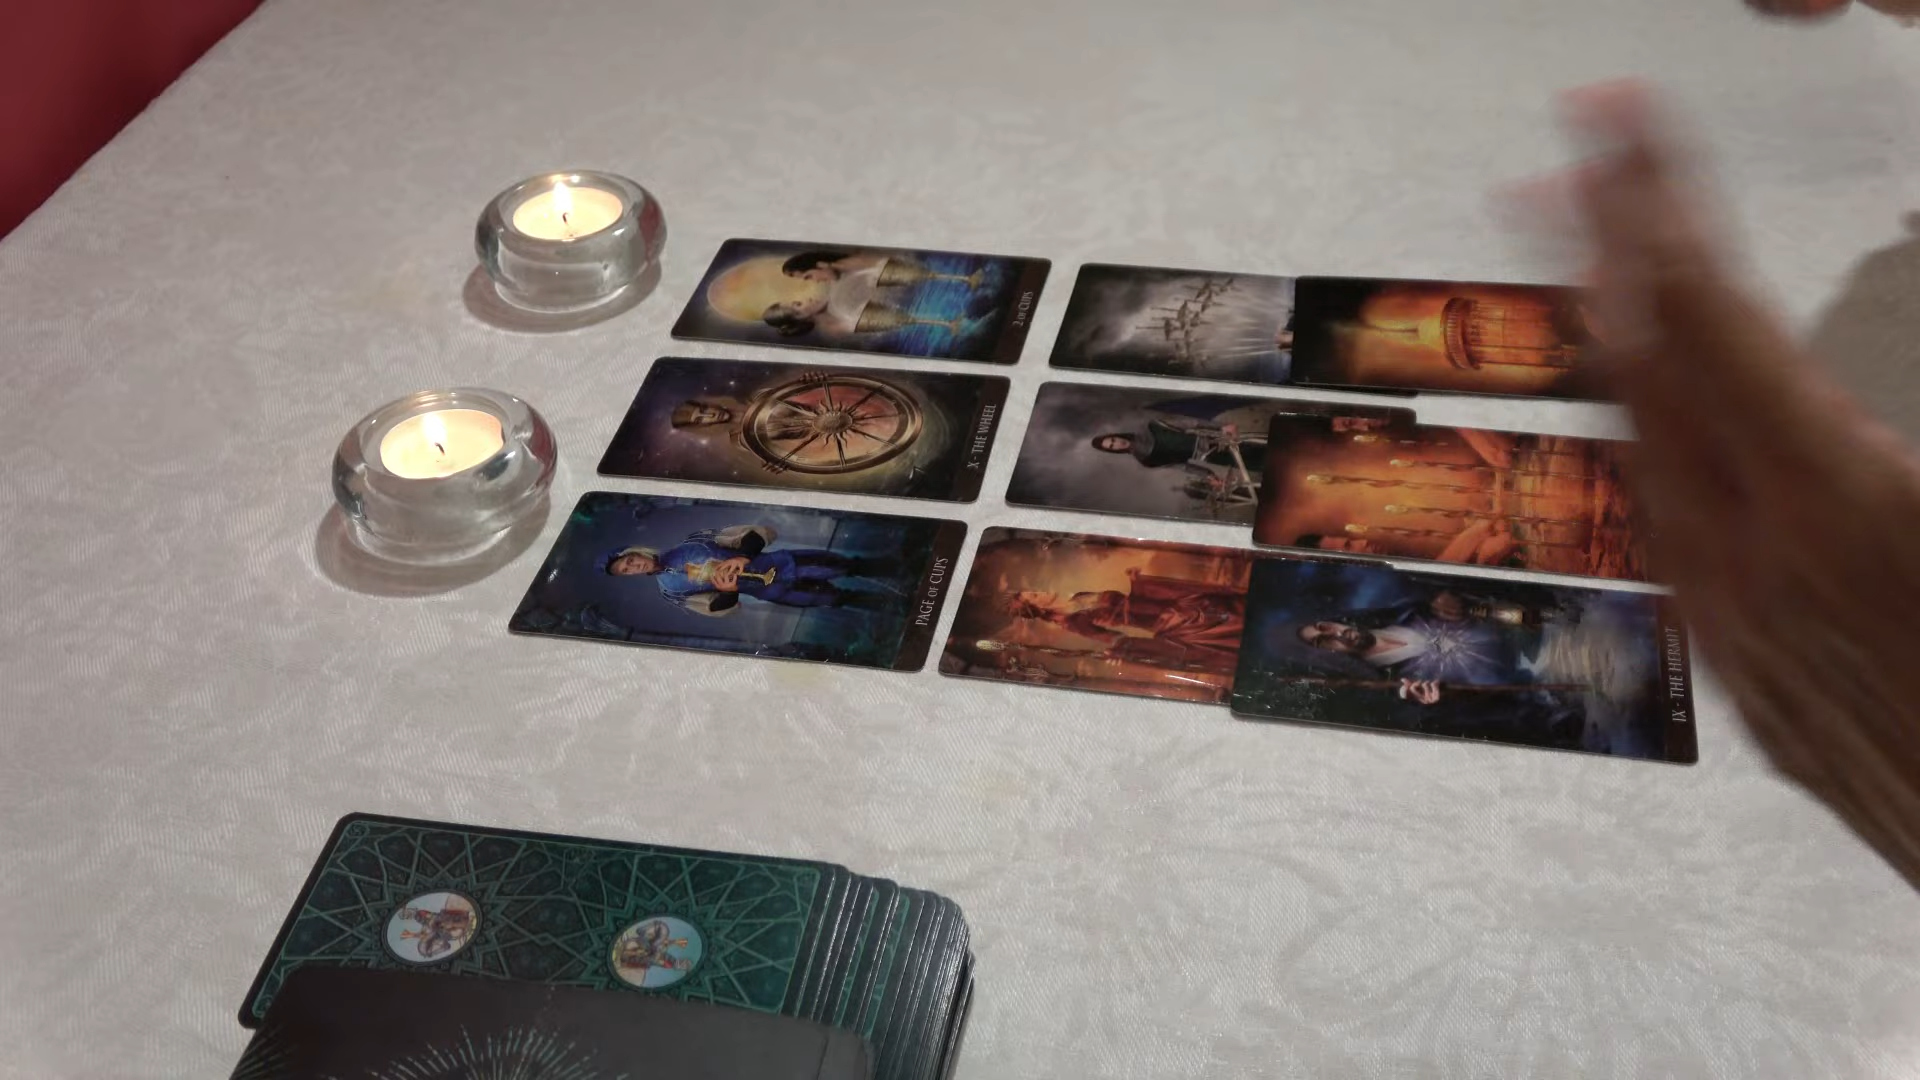 2 OF CUPS
X - THE WHEEL
PAGE OF CUPS
IX - THE HERMIT